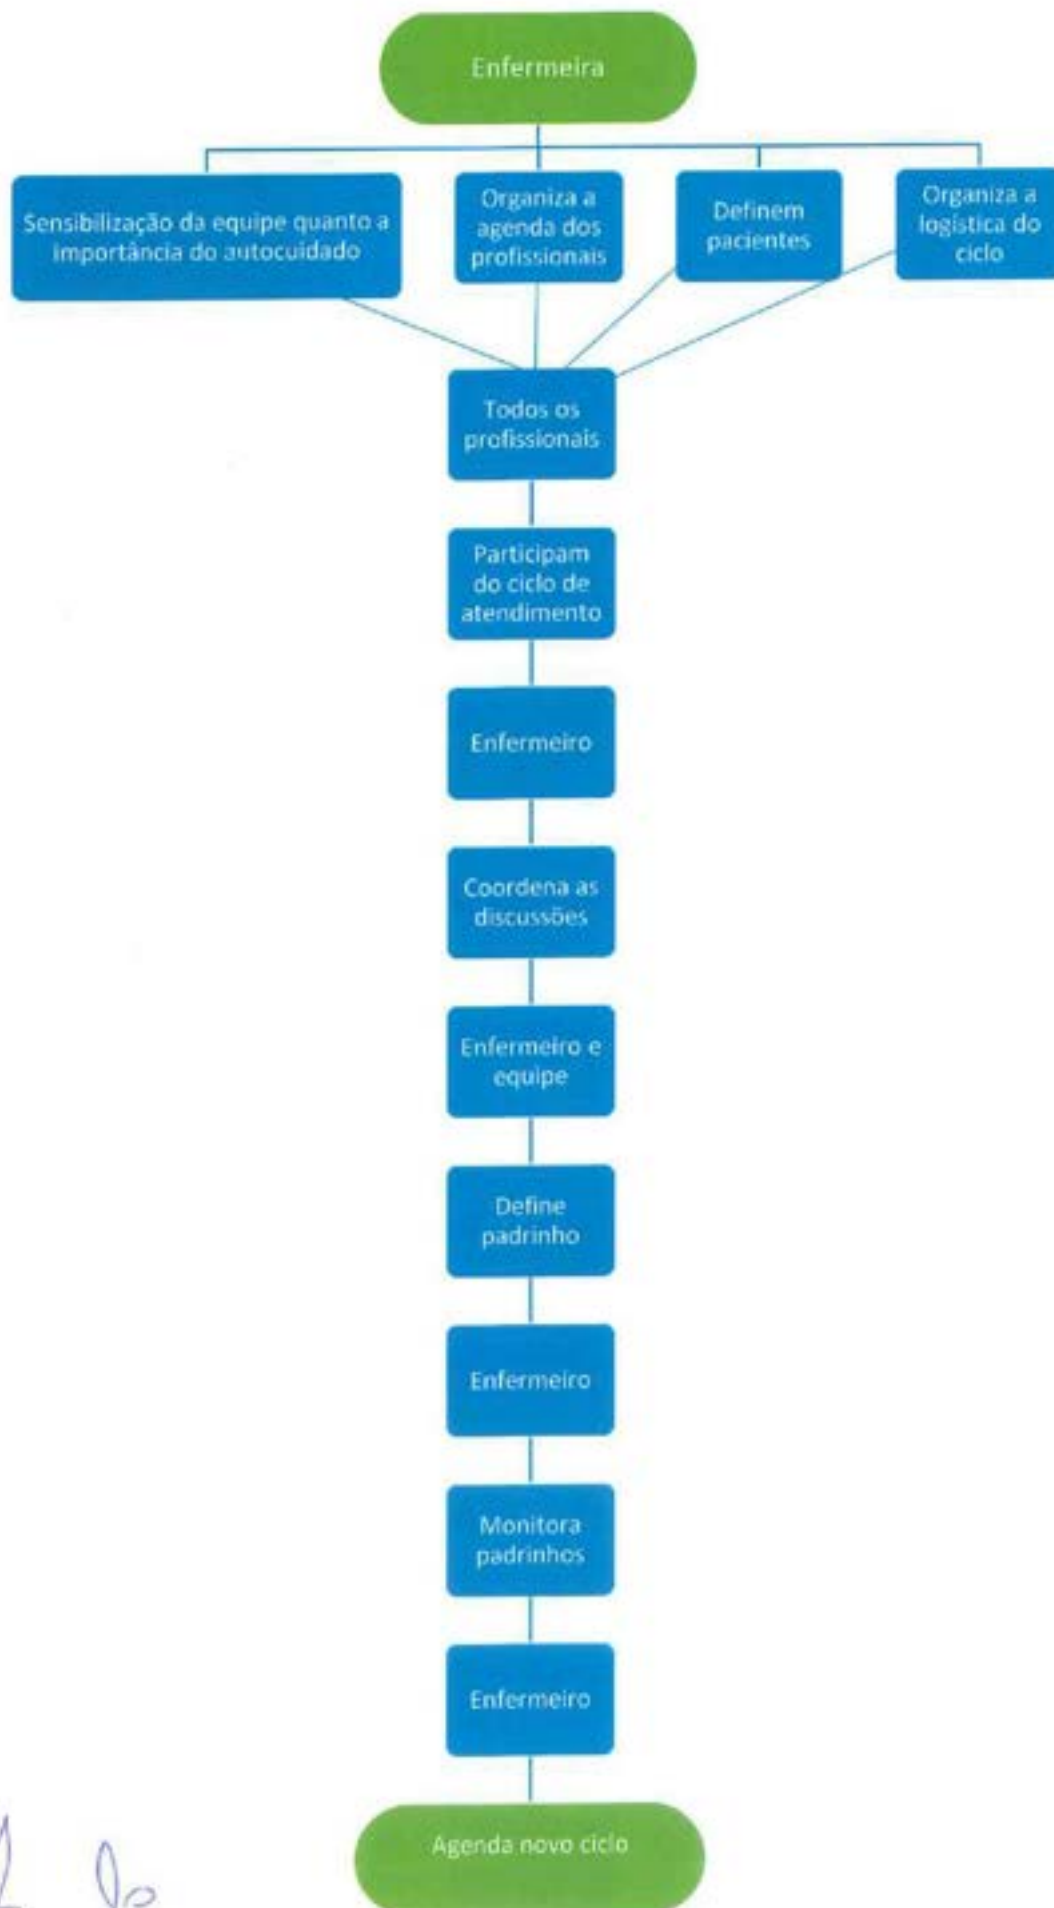 Enfermeira
Sensibilização da equipe quanto a
importância do autocuidado
Organiza a
agenda dos
profissionais
Definem
pacientes
Organiza a
logística do
ciclo
Todos os
profissionais
Participam
do ciclo de
atendimento
Enfermeiro
Coordena as
discussões
Enfermeiro e
equipe
Define
padrinho
Enfermeiro
Monitora
padrinhos
Enfermeiro
Agenda novo ciclo